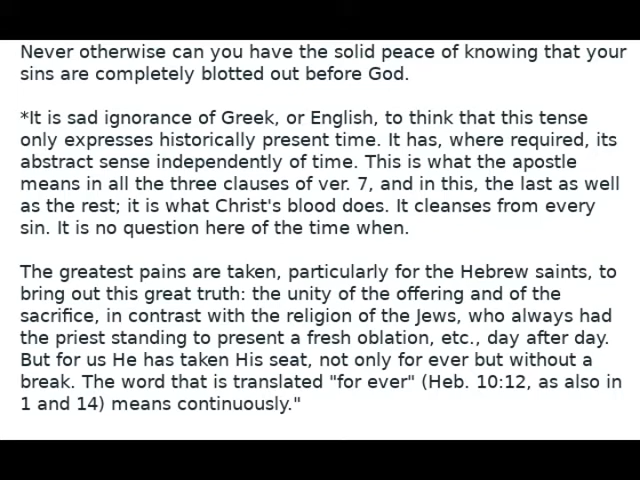 Never otherwise can you have the solid peace of knowing that your
sins are completely blotted out before God.
*It is sad ignorance of Greek, or English, to think that this tense
only expresses historically present time. It has, where required, its
abstract sense independently of time. This is what the apostle
means in all the three clauses of ver. 7, and in this, the last as well
as the rest; it is what Christ's blood does. It cleanses from every
sin. It is no question here of the time when.
The greatest pains are taken, particularly for the Hebrew saints, to
bring out this great truth: the unity of the offering and of the
sacrifice, in contrast with the religion of the Jews, who always had
the priest standing to present a fresh oblation, etc., day after day.
But for us He has taken His seat, not only for ever but without a
break. The word that is translated "for ever" (Heb. 10:12, as also in
1 and 14) means continuously."